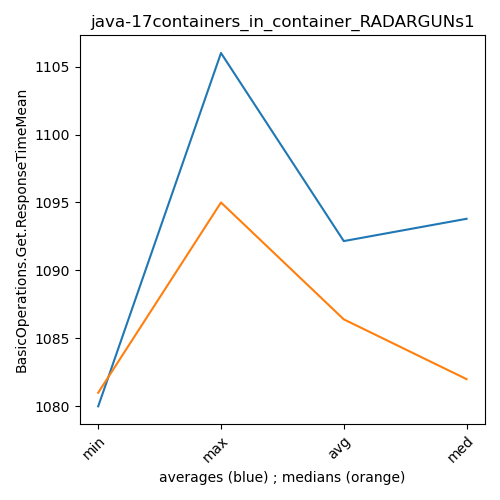 java-17containers_in_container_RADARGUNs1
BasicOperations.Get.ResponseTimeMean
1105
1100
1095
1090
1085
1080
min
max
avg
med
averages (blue) ; medians (orange)